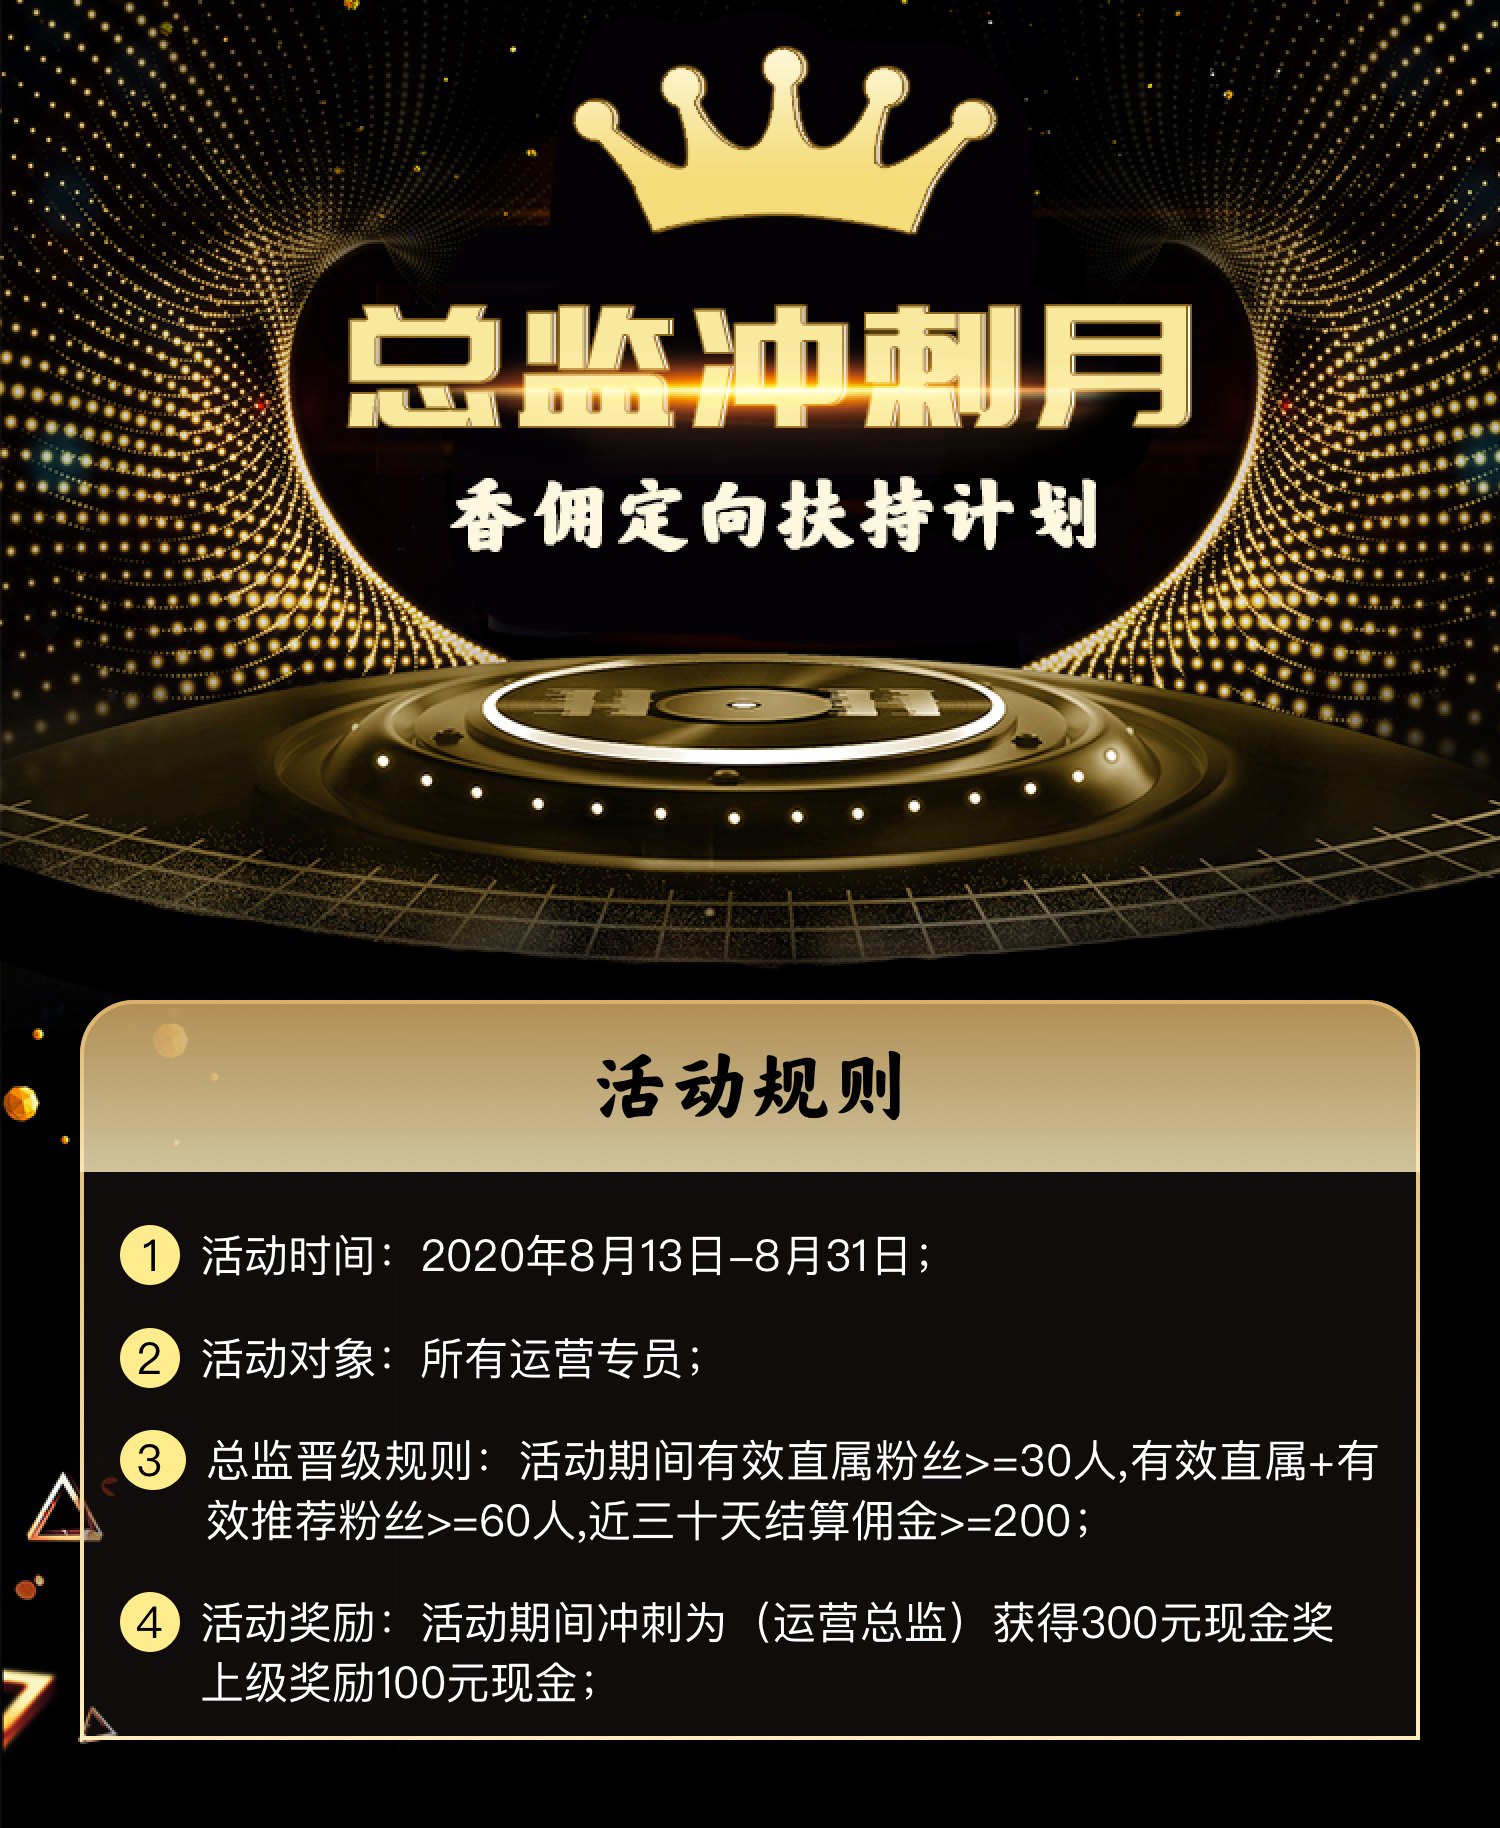 总监冲刺月
香佣定向扶持计划
活动规则
1 活动时间：2020年8月13日-8月31日；
2 活动对象：所有运营专员；
3 总监晋级规则：活动期间有效直属粉丝>=30人,有效直属+有
效推荐粉丝>=60人,近三十天结算佣金>=200；
4 活动奖励：活动期间冲刺为（运营总监）获得300元现金奖
上级奖励100元现金；